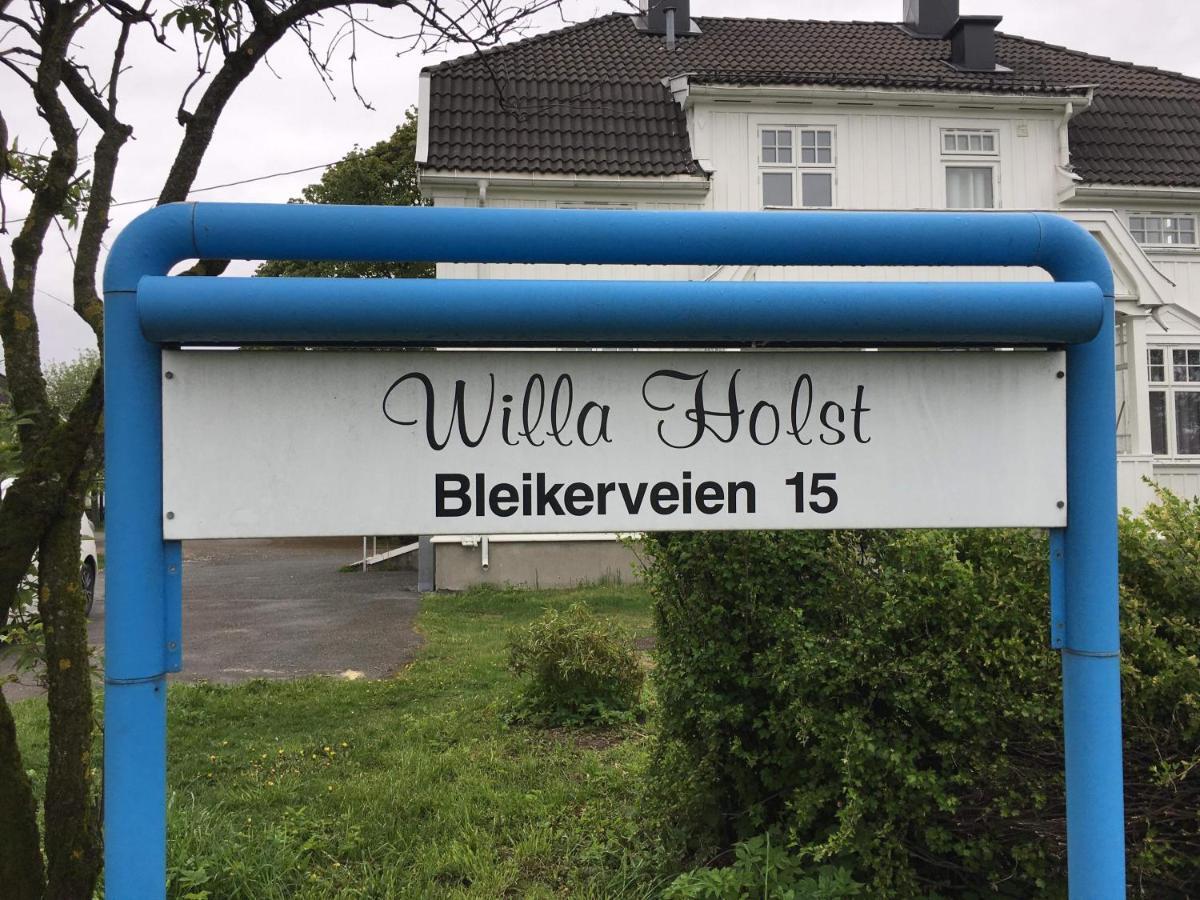 Willa Holst
Bleikerveien 15